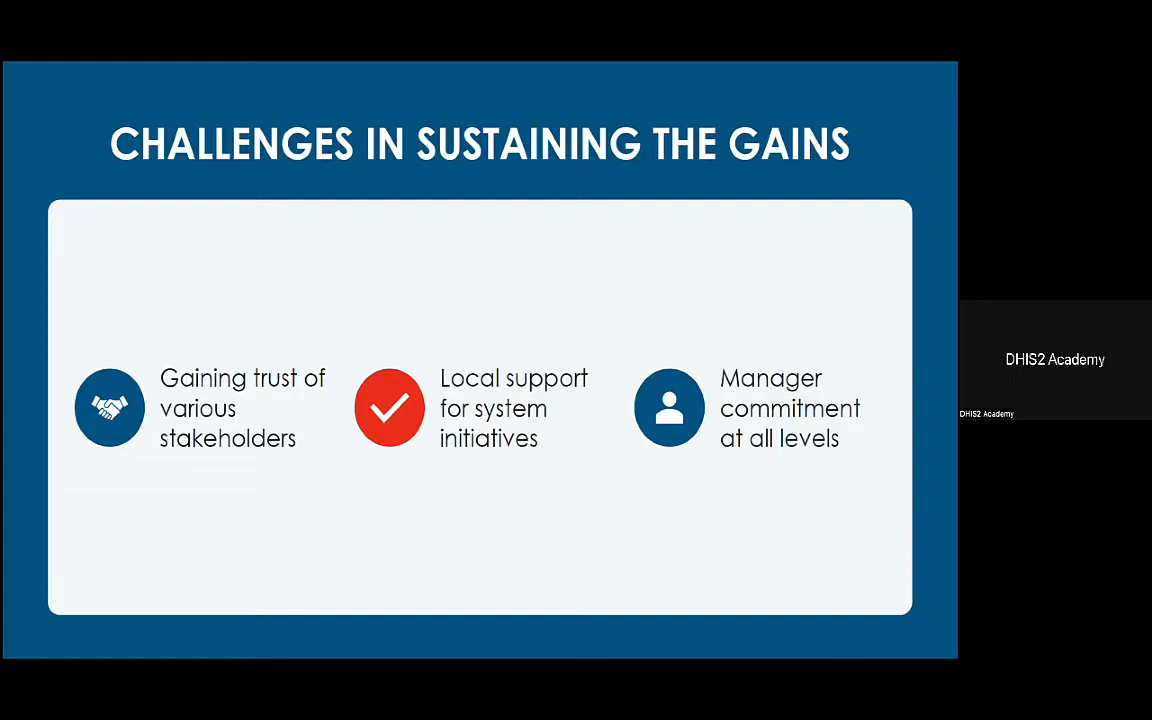 CHALLENGES IN SUSTAINING THE GAINS
Gaining trust of
various
stakeholders
Local support
for system
initiatives
Manager
commitment
at all levels
DHIS2 Academy
DHIS2 Academy